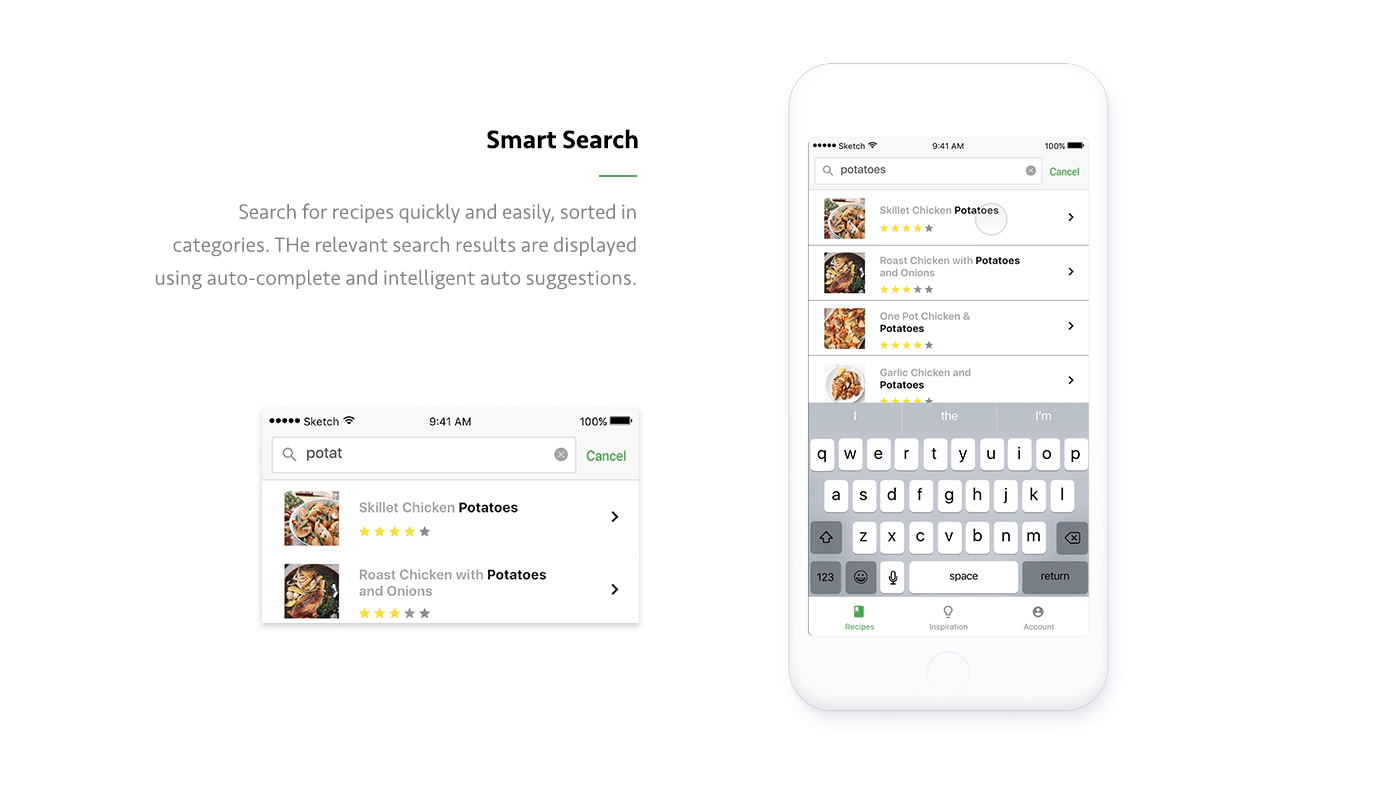 Smart Search
Search for recipes quickly and easily, sorted in
categories. THe relevant search results are displayed
using auto-complete and intelligent auto suggestions.
Sketch 9:41 AM 100%
potat Cancel
Skillet Chicken Potatoes
Roast Chicken with Potatoes
and Onions
Sketch 9:41 AM 100%
potatoes Cancel
Skillet Chicken Potatoes
Roast Chicken with Potatoes
and Onions
One Pot Chicken &
Potatoes
Garlic Chicken and
Potatoes
I the I'm
q w e r t y u i o p
a s d f g h j k l
z x c v b n m
123 space return
Recipes Inspiration Account